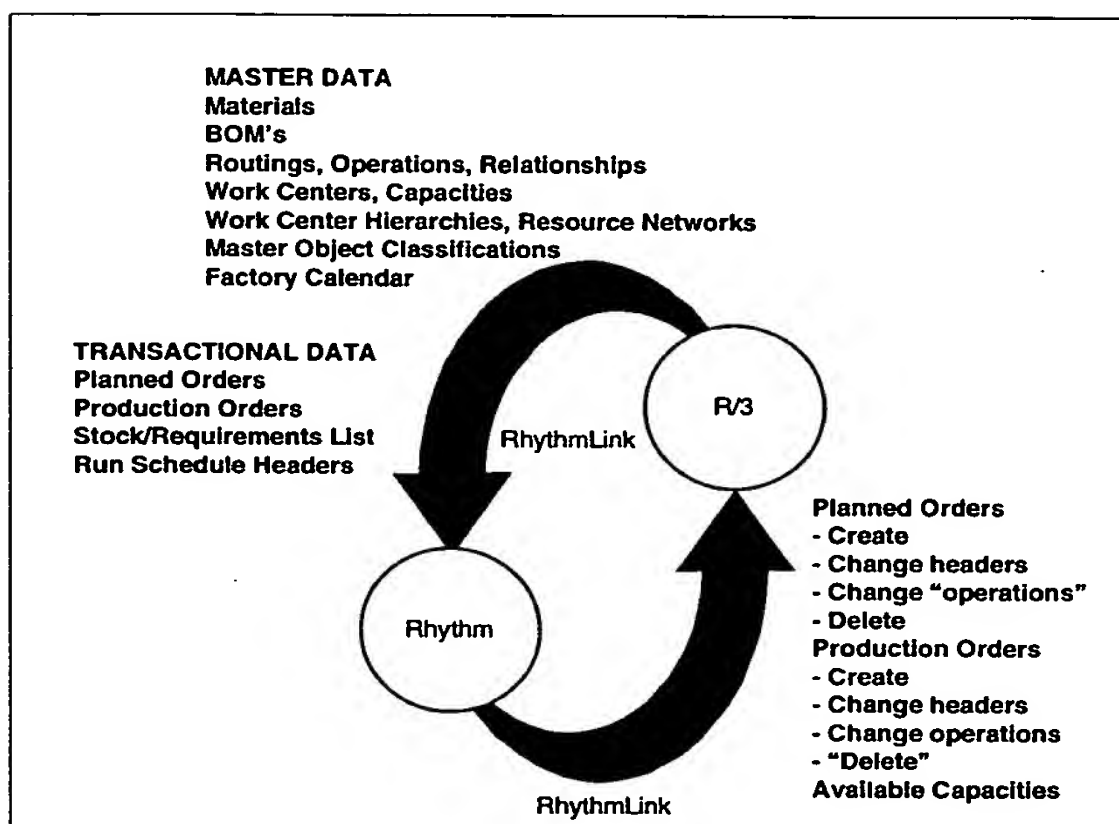 MASTER DATA
Materials
BOM's
Routings, Operations, Relationships
Work Centers, Capacities
Work Center Hierarchies, Resource Networks
Master Object Classifications
Factory Calendar
TRANSACTIONAL DATA
Planned Orders
Production Orders
Stock/Requirements List
Run Schedule Headers
R/3
RhythmLink
Rhythm
Planned Orders
- Create
- Change headers
- Change “operations”
- Delete
Production Orders
- Create
- Change headers
- Change operations
- “Delete”
Available Capacities
RhythmLink